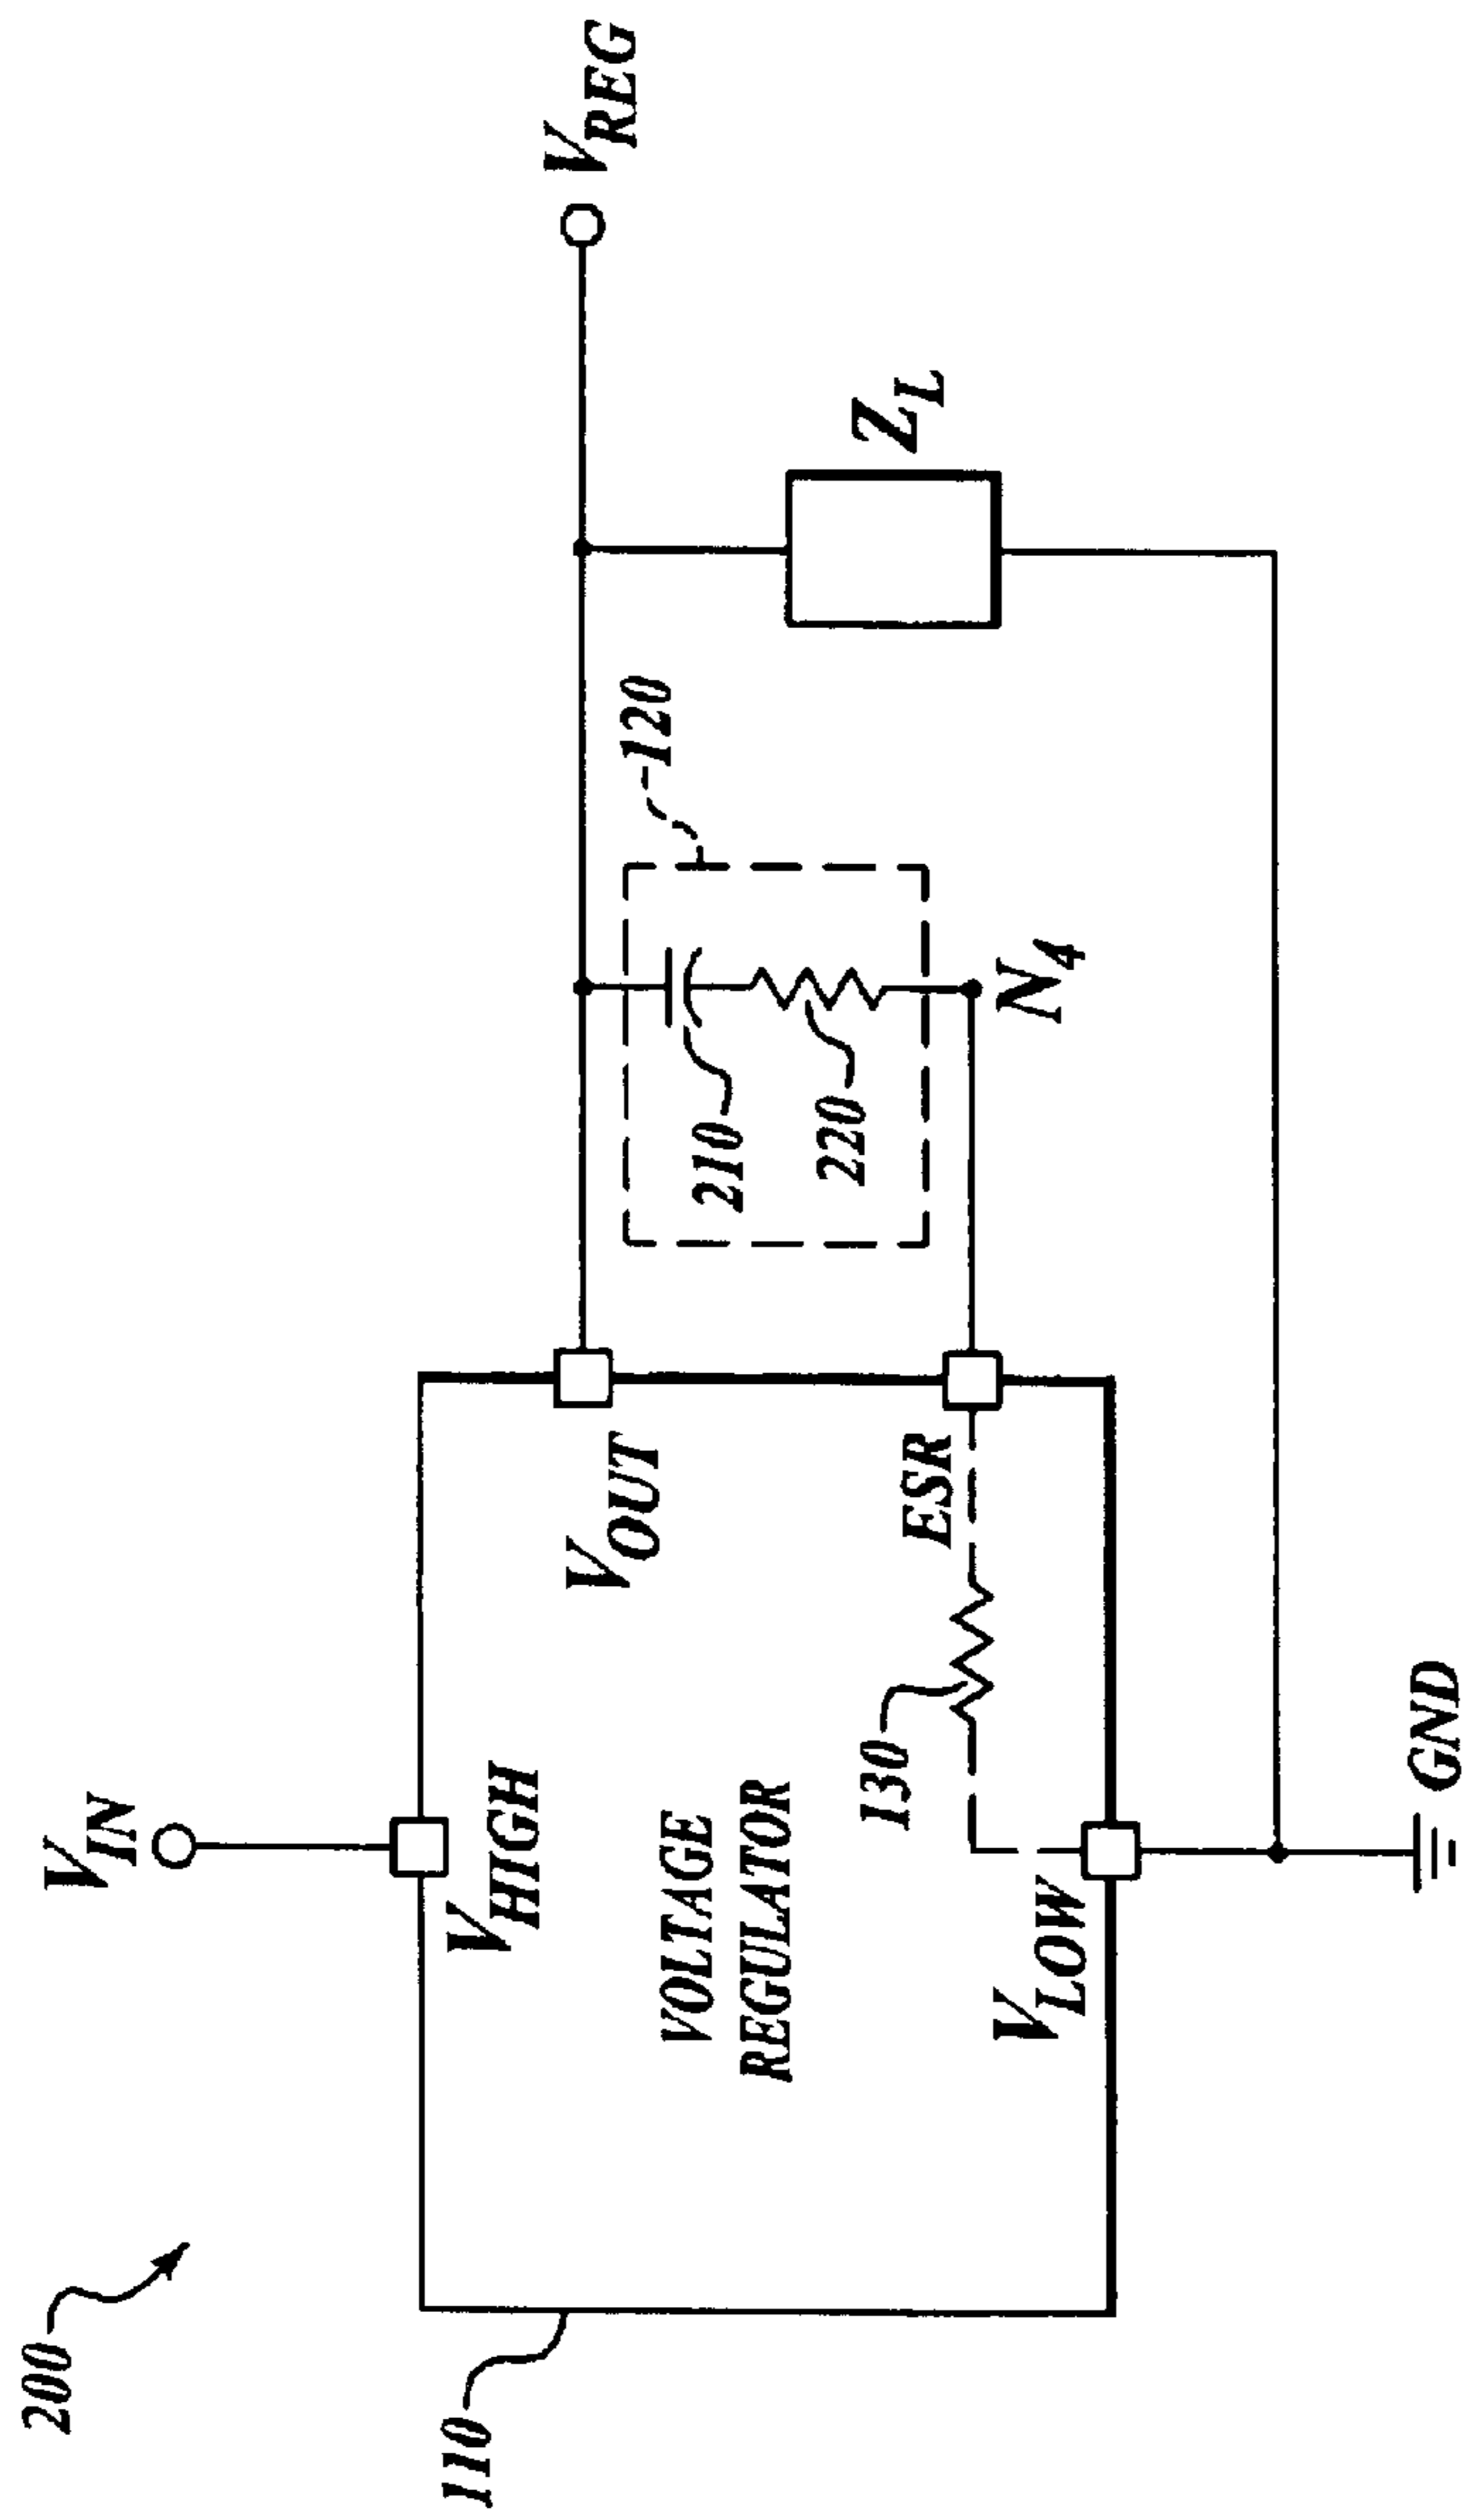 200
V_IN
V_REG
110
V_HIGH
V_OUT
120
210
220
Z_L
VOLTAGE
REGULATOR
130
ESR
N_4
V_LOW
GND